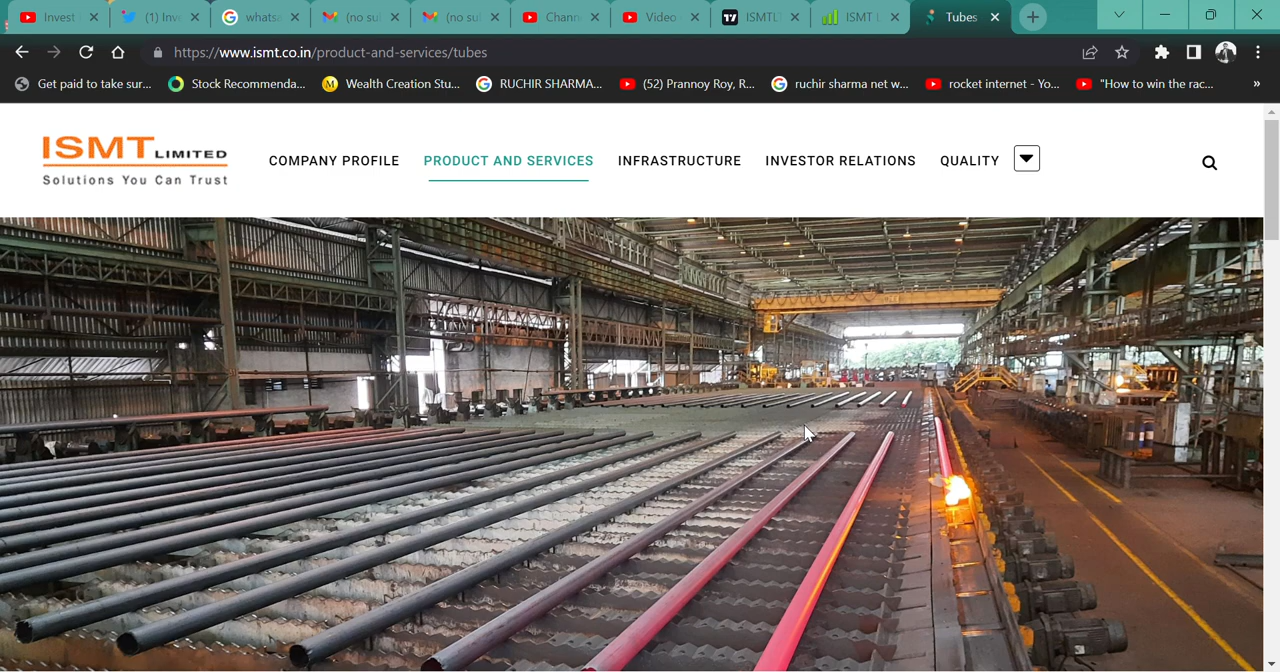 Invest
(1) Inv
whats
(no su
(no su
Chann
Video
ISMTL
ISMT L
Tubes
https://www.ismt.co.in/product-and-services/tubes
Get paid to take sur...
Stock Recommenda...
Wealth Creation Stu...
RUCHIR SHARMA...
(52) Prannoy Roy, R...
ruchir sharma net w...
rocket internet - Yo...
"How to win the rac...
»
ISMT LIMITED
Solutions You Can Trust
COMPANY PROFILE
PRODUCT AND SERVICES
INFRASTRUCTURE
INVESTOR RELATIONS
QUALITY